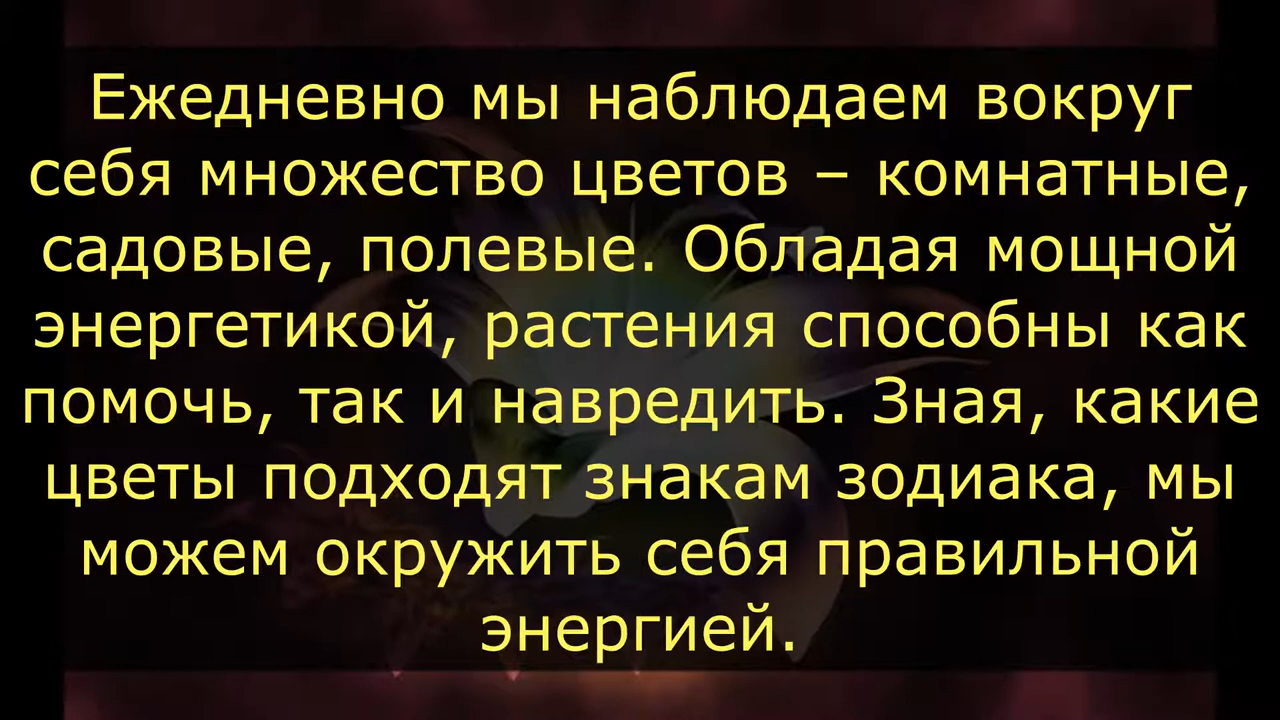 Ежедневно мы наблюдаем вокруг
себя множество цветов – комнатные,
садовые, полевые. Обладая мощной
энергетикой, растения способны как
помочь, так и навредить. Зная, какие
цветы подходят знакам зодиака, мы
можем окружить себя правильной
энергией.